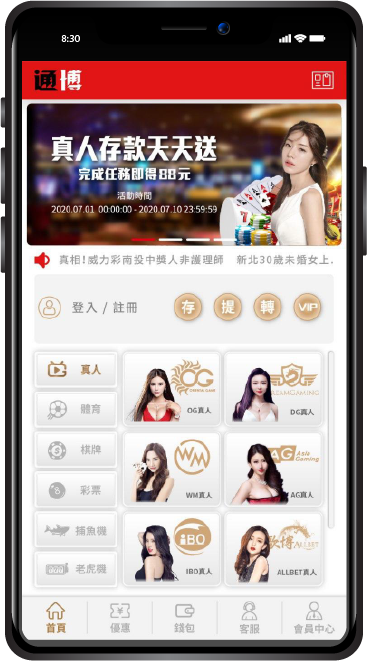 8:30
通博
真人存款天天送
完成任務即得88元
活動時間
2020.07.01 00:00:00 - 2020.07.10 23:59:59
真相!威力彩南投中獎人非護理師 新北30歲未婚女上.
登入 / 註冊
存 提 轉 VIP
真人
體育
棋牌
彩票
捕魚機
老虎機
OG
OG真人
DG真人
WM
WM真人
AG Asia Gaming
AG真人
iBO
IBO真人
歐博 ALLBET
ALLBET真人
首頁 優惠 錢包 客服 會員中心